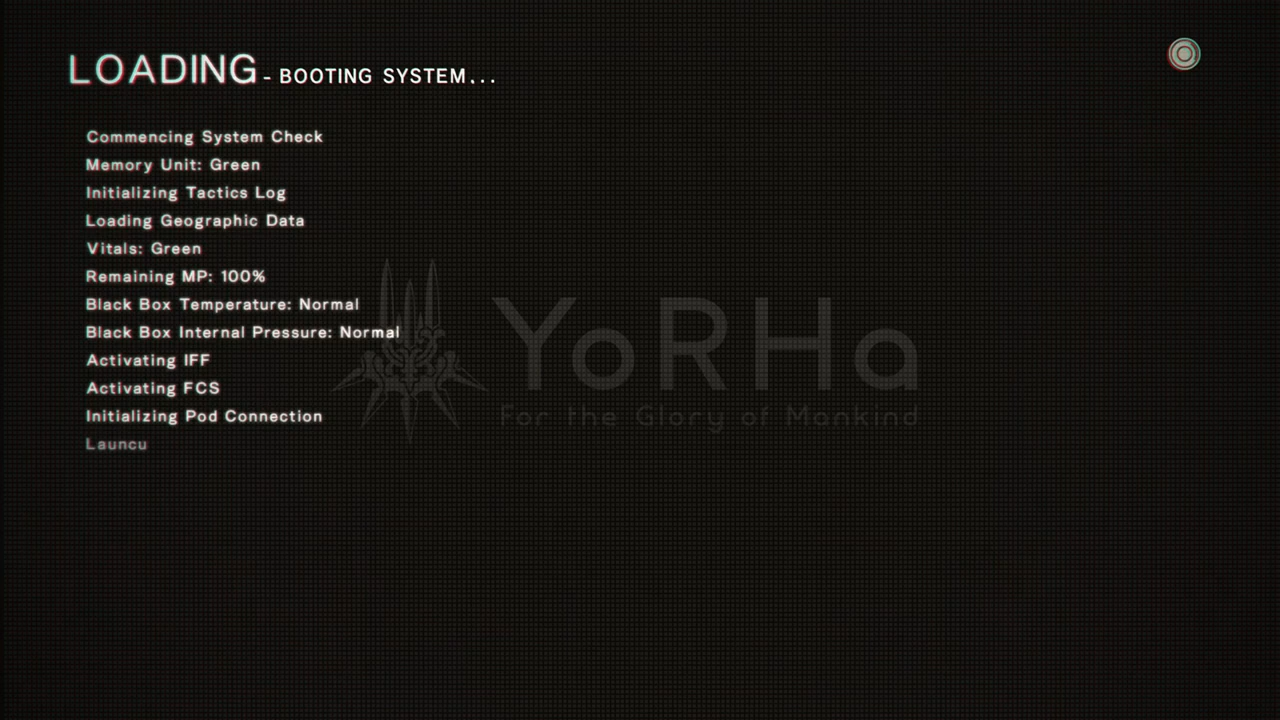 LOADING - BOOTING SYSTEM...
Commencing System Check
Memory Unit: Green
Initializing Tactics Log
Loading Geographic Data
Vitals: Green
Remaining MP: 100%
Black Box Temperature: Normal
Black Box Internal Pressure: Normal
Activating IFF
Activating FCS
Initializing Pod Connection
Launcu
YoRHa
For the Glory of Mankind